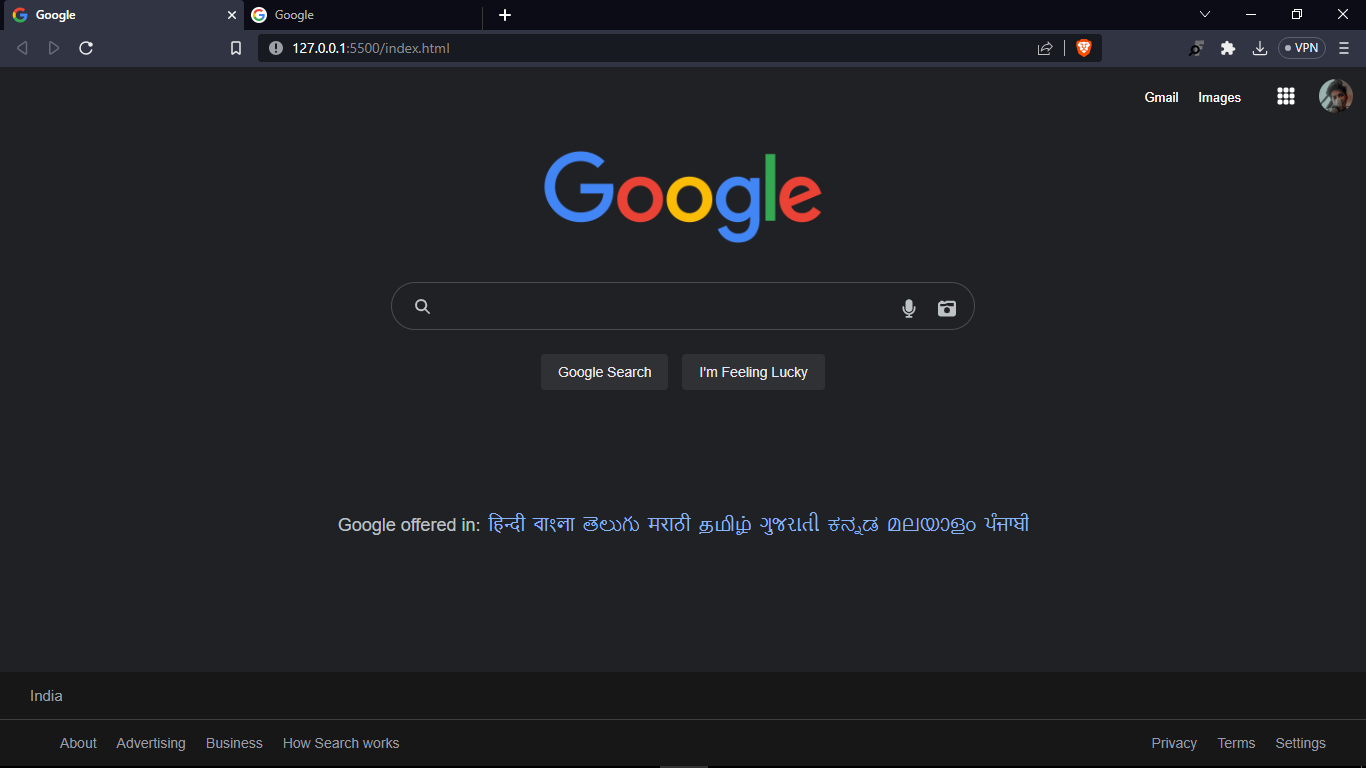 Google Google
127.0.0.1:5500/index.html VPN
Gmail Images
Google
Google Search I'm Feeling Lucky
Google offered in: हिन्दी বাংলা తెలుగు मराठी தமிழ் ગુજરાતી ಕನ್ನಡ മലയാളം ਪੰਜਾਬੀ
India
About Advertising Business How Search works Privacy Terms Settings